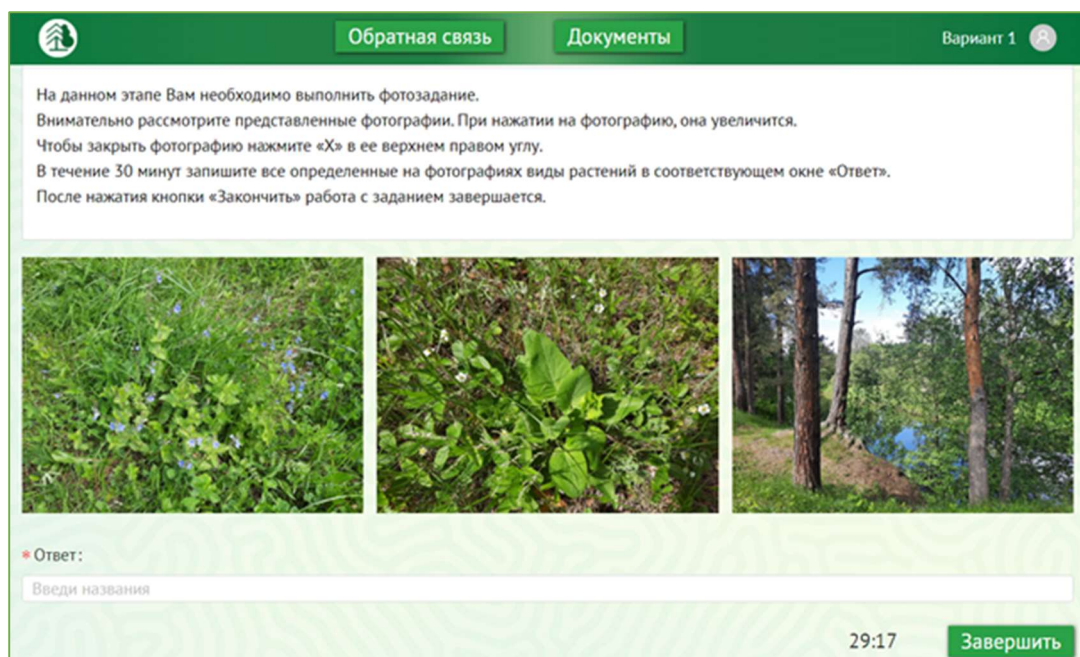 Обратная связь
Документы
Вариант 1
На данном этапе Вам необходимо выполнить фотозадание.
Внимательно рассмотрите представленные фотографии. При нажатии на фотографию, она увеличится.
Чтобы закрыть фотографию нажмите «X» в ее верхнем правом углу.
В течение 30 минут запишите все определенные на фотографиях виды растений в соответствующем окне «Ответ».
После нажатия кнопки «Закончить» работа с заданием завершается.
* Ответ:
Введи названия
29:17
Завершить